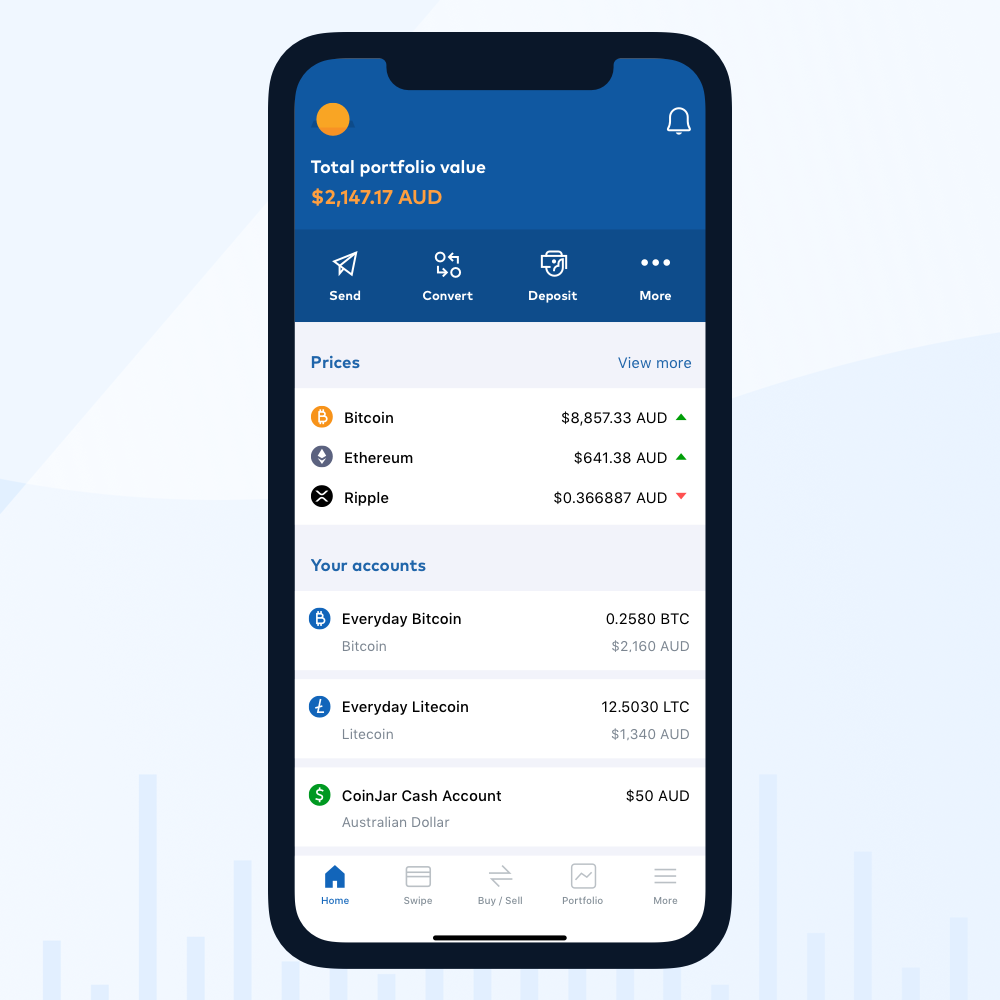 Total portfolio value
$2,147.17 AUD
Send Convert Deposit More
Prices View more
Bitcoin $8,857.33 AUD
Ethereum $641.38 AUD
Ripple $0.366887 AUD
Your accounts
Everyday Bitcoin 0.2580 BTC
Bitcoin $2,160 AUD
Everyday Litecoin 12.5030 LTC
Litecoin $1,340 AUD
CoinJar Cash Account $50 AUD
Australian Dollar
Home Swipe Buy / Sell Portfolio More